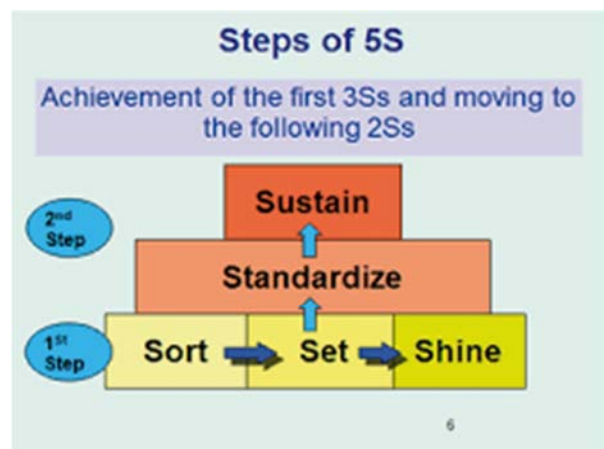 Steps of 5S
Achievement of the first 3Ss and moving to
the following 2Ss
Sustain
2nd
Step
Standardize
1st
Step
Sort
Set
Shine
6